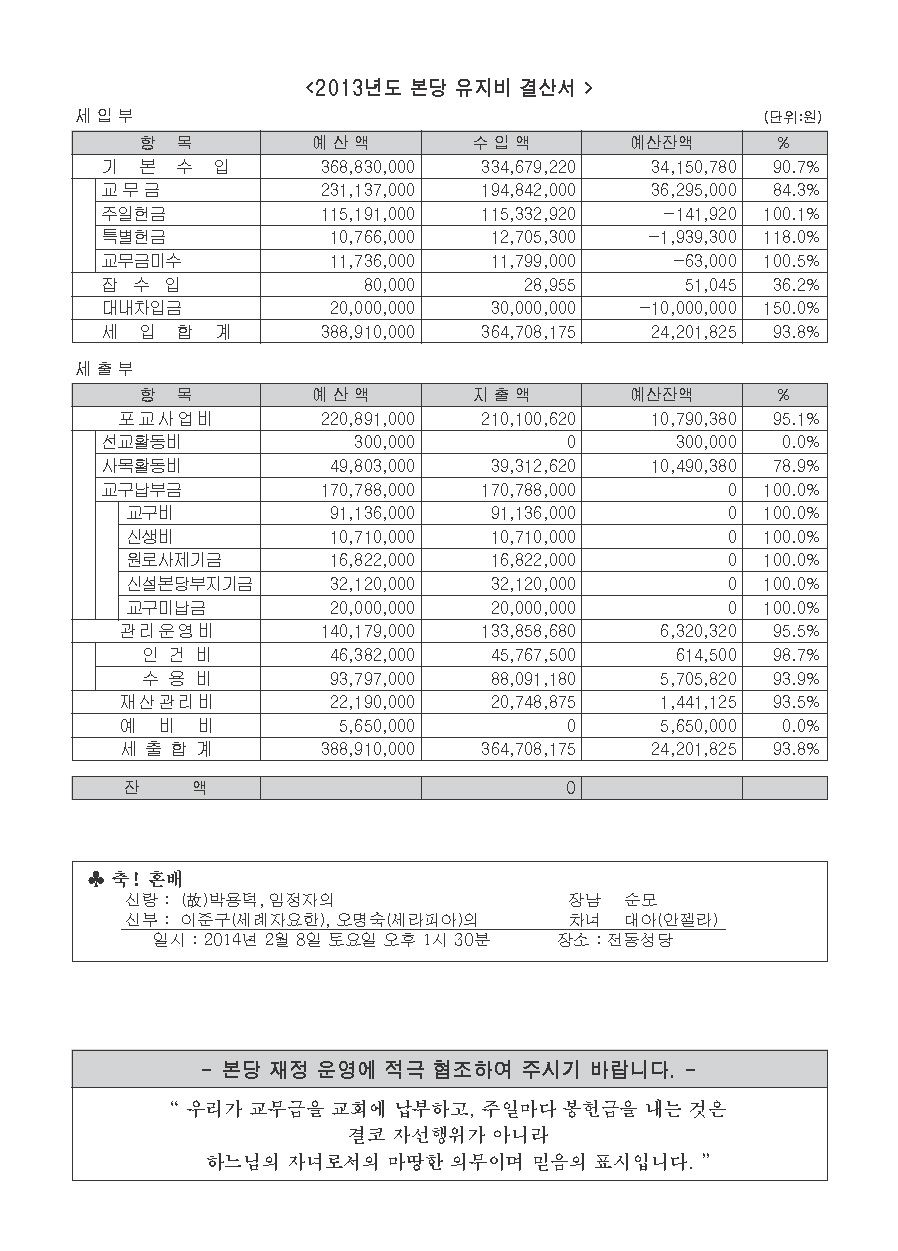 <2013년도 본당 유지비 결산서 >
세 입 부 (단위:원)
항 목 예 산 액 수 입 액 예산잔액 %
기 본 수 입 368,830,000 334,679,220 34,150,780 90.7%
교 무 금 231,137,000 194,842,000 36,295,000 84.3%
주일헌금 115,191,000 115,332,920 -141,920 100.1%
특별헌금 10,766,000 12,705,300 -1,939,300 118.0%
교무금미수 11,736,000 11,799,000 -63,000 100.5%
잡 수 입 80,000 28,955 51,045 36.2%
대내차입금 20,000,000 30,000,000 -10,000,000 150.0%
세 입 합 계 388,910,000 364,708,175 24,201,825 93.8%
세 출 부
항 목 예 산 액 지 출 액 예산잔액 %
포교사업비 220,891,000 210,100,620 10,790,380 95.1%
선교활동비 300,000 0 300,000 0.0%
사목활동비 49,803,000 39,312,620 10,490,380 78.9%
교구납부금 170,788,000 170,788,000 0 100.0%
교구비 91,136,000 91,136,000 0 100.0%
신생비 10,710,000 10,710,000 0 100.0%
원로사제기금 16,822,000 16,822,000 0 100.0%
신설본당부지기금 32,120,000 32,120,000 0 100.0%
교구미납금 20,000,000 20,000,000 0 100.0%
관리운영비 140,179,000 133,858,680 6,320,320 95.5%
인 건 비 46,382,000 45,767,500 614,500 98.7%
수 용 비 93,797,000 88,091,180 5,705,820 93.9%
재산관리비 22,190,000 20,748,875 1,441,125 93.5%
예 비 비 5,650,000 0 5,650,000 0.0%
세 출 합 계 388,910,000 364,708,175 24,201,825 93.8%
잔 액 0
♣ 축! 혼배
신랑 : (故)박용덕, 임정자의 장남 순모
신부 : 이준구(세례자요한), 오명숙(세라피아)의 차녀 대아(안젤라)
일시 : 2014년 2월 8일 토요일 오후 1시 30분 장소 : 전동성당
- 본당 재정 운영에 적극 협조하여 주시기 바랍니다. -
“ 우리가 교무금을 교회에 납부하고, 주일마다 봉헌금을 내는 것은
결코 자선행위가 아니라
하느님의 자녀로서의 마땅한 의무이며 믿음의 표시입니다. ”